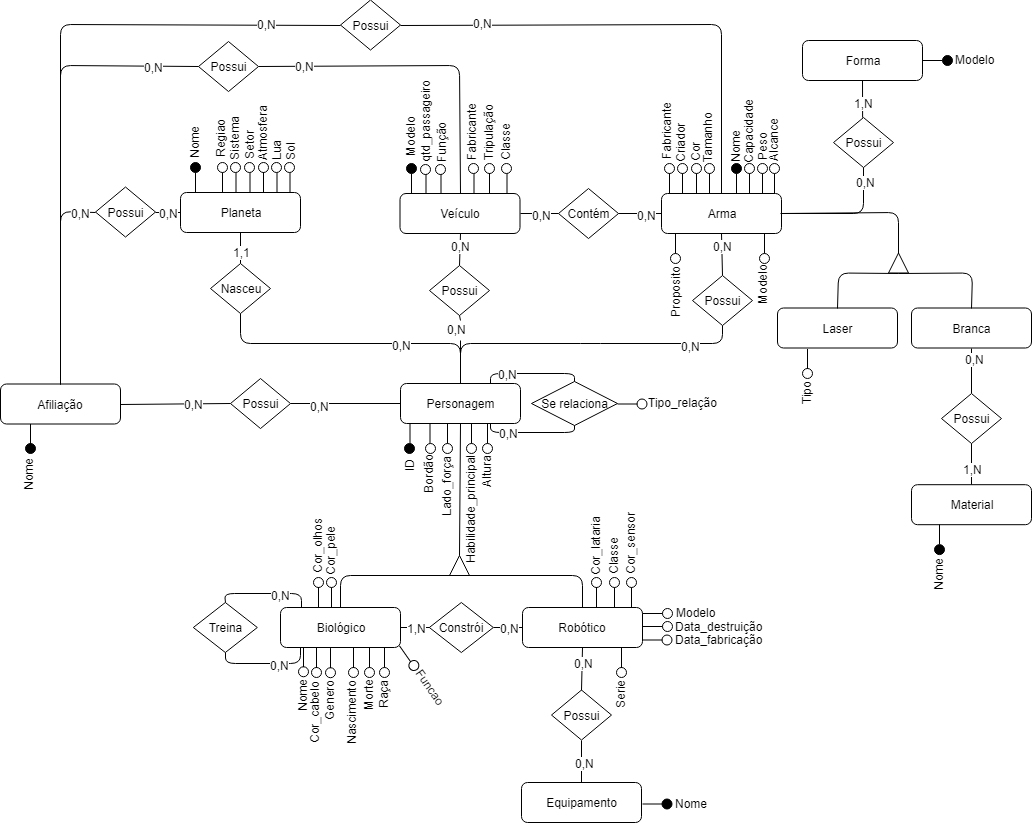 0,N
Possui
0,N
0,N
Possui
0,N
Forma
Modelo
1,N
Possui
0,N
Nome
Regiao
Sistema
Setor
Atmosfera
Lua
Sol
Modelo
qtd_passageiro
Função
Fabricante
Tripulação
Classe
Fabricante
Criador
Cor
Tamanho
Nome
Capacidade
Peso
Alcance
0,N
Possui
0,N
Planeta
Veículo
0,N
Contém
0,N
Arma
1,1
0,N
0,N
Proposito
Modelo
Nasceu
Possui
Possui
0,N
0,N
0,N
Laser
Branca
Tipo
0,N
Possui
1,N
Material
Nome
Afiliação
0,N
Possui
0,N
Personagem
0,N
Se relaciona
Tipo_relação
0,N
Nome
ID
Bordão
Lado_força
Habilidade_principal
Altura
Cor_olhos
Cor_pele
Cor_lataria
Classe
Cor_sensor
0,N
Treina
0,N
Biológico
1,N
Constrói
0,N
Robótico
Modelo
Data_destruição
Data_fabricação
Nome
Cor_cabelo
Genero
Nascimento
Morte
Raça
Funcao
0,N
Serie
Possui
0,N
Equipamento
Nome